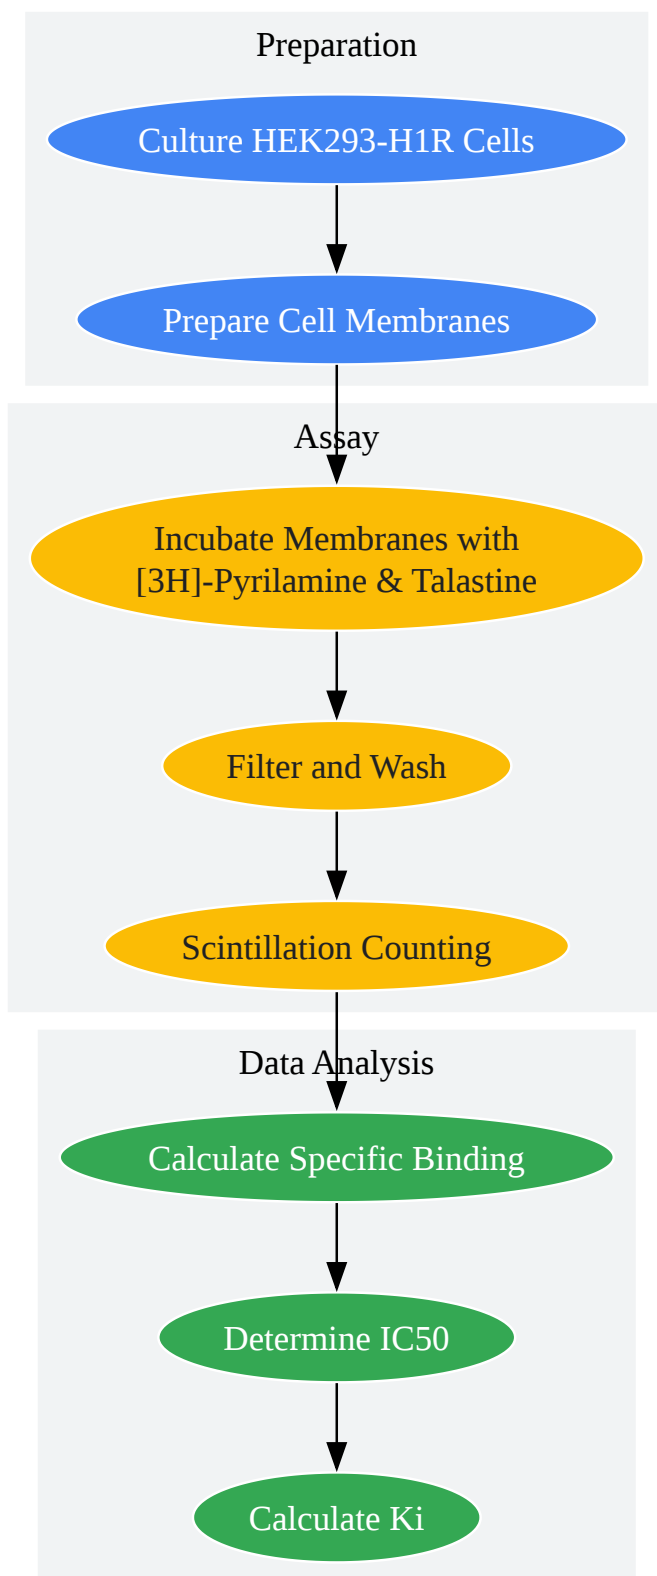 Preparation
Culture HEK293-H1R Cells
Prepare Cell Membranes
Assay
Incubate Membranes with
[3H]-Pyrilamine & Talastine
Filter and Wash
Scintillation Counting
Data Analysis
Calculate Specific Binding
Determine IC50
Calculate Ki